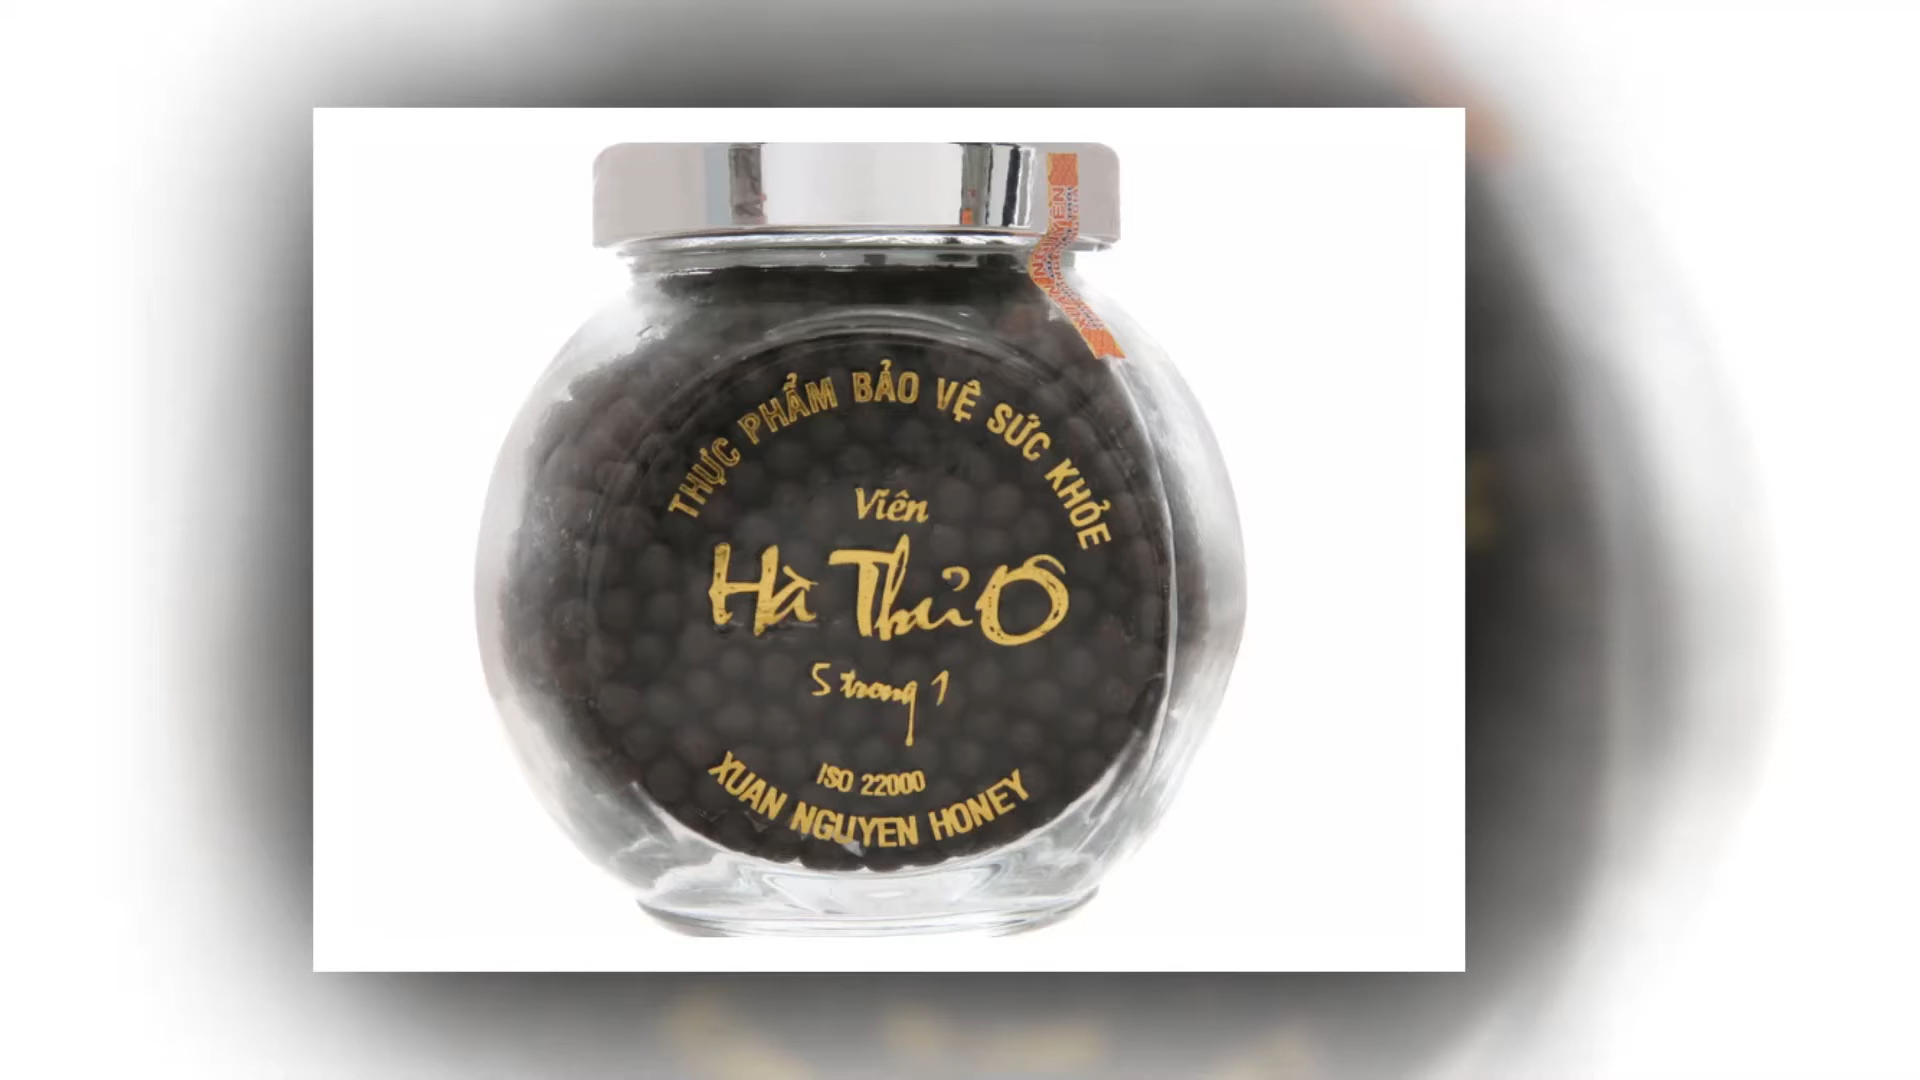 THỰC PHẨM BẢO VỆ SỨC KHỎE
Viên
Hà Thủ Ô
5 trong 1
ISO 22000
XUAN NGUYEN HONEY